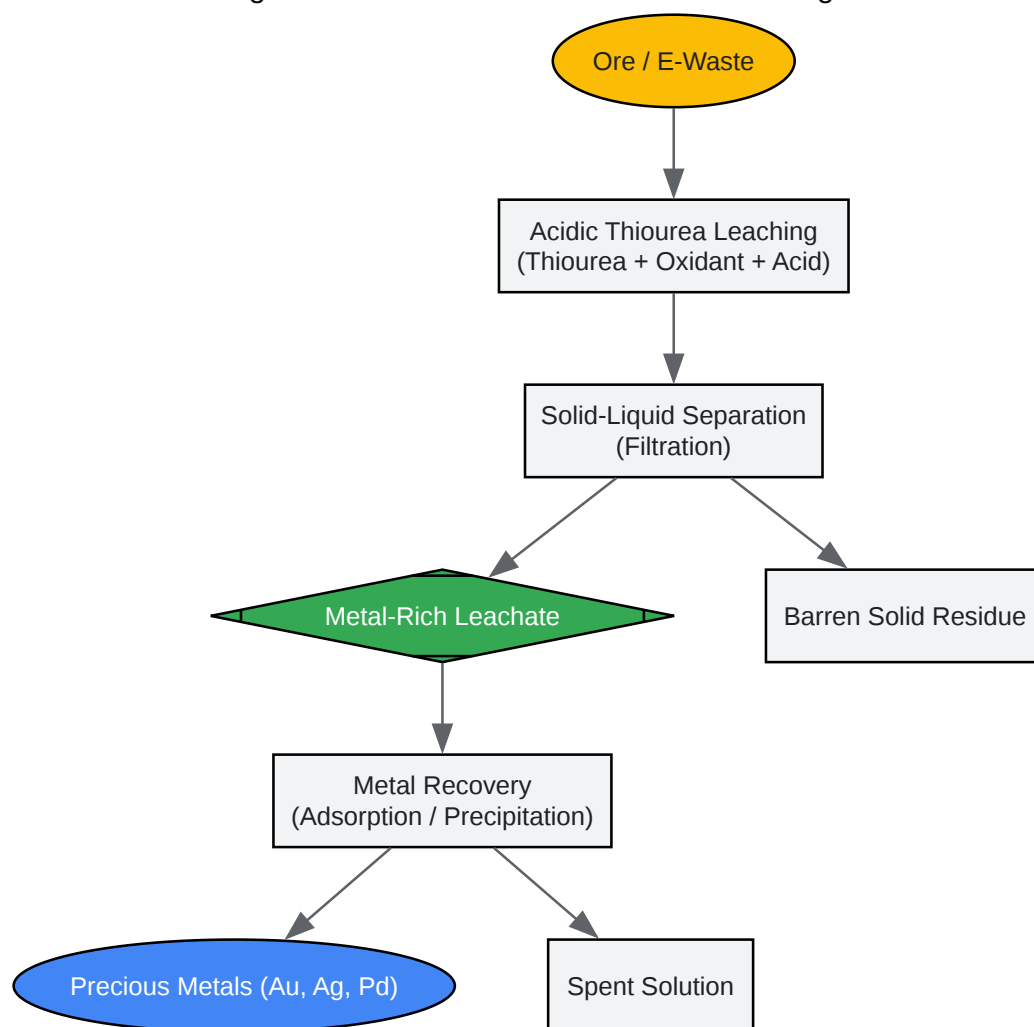 Ore / E-Waste
Acidic Thiourea Leaching
(Thiourea + Oxidant + Acid)
Solid-Liquid Separation
(Filtration)
Metal-Rich Leachate
Barren Solid Residue
Metal Recovery
(Adsorption / Precipitation)
Precious Metals (Au, Ag, Pd)
Spent Solution